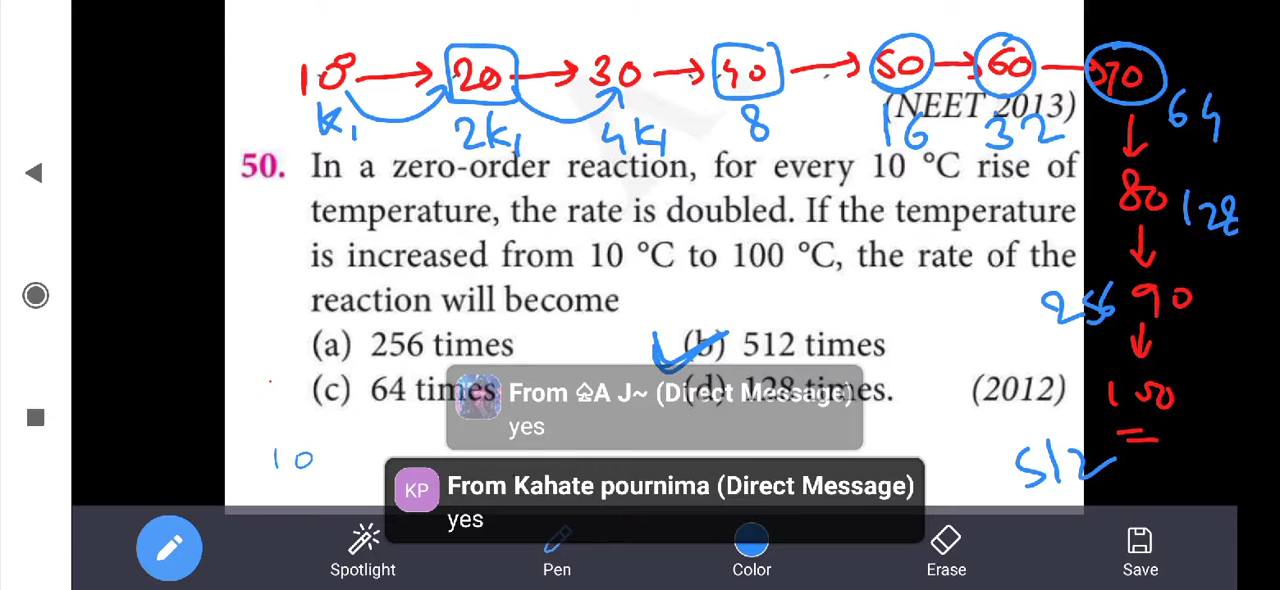 10° → 20 → 30 → 40 → 50 → 60 → 70
K1 2K1 4K1 8 16 32 64
(NEET 2013)
50. In a zero-order reaction, for every 10 °C rise of
temperature, the rate is doubled. If the temperature
is increased from 10 °C to 100 °C, the rate of the
reaction will become
↓
80 128
↓
256 90
↓
100
512
(a) 256 times (b) 512 times
(c) 64 times (d) 128 times. (2012)
From ♤A J~ (Direct Message)
yes
10
KP From Kahate pournima (Direct Message)
yes
Spotlight Pen Color Erase Save